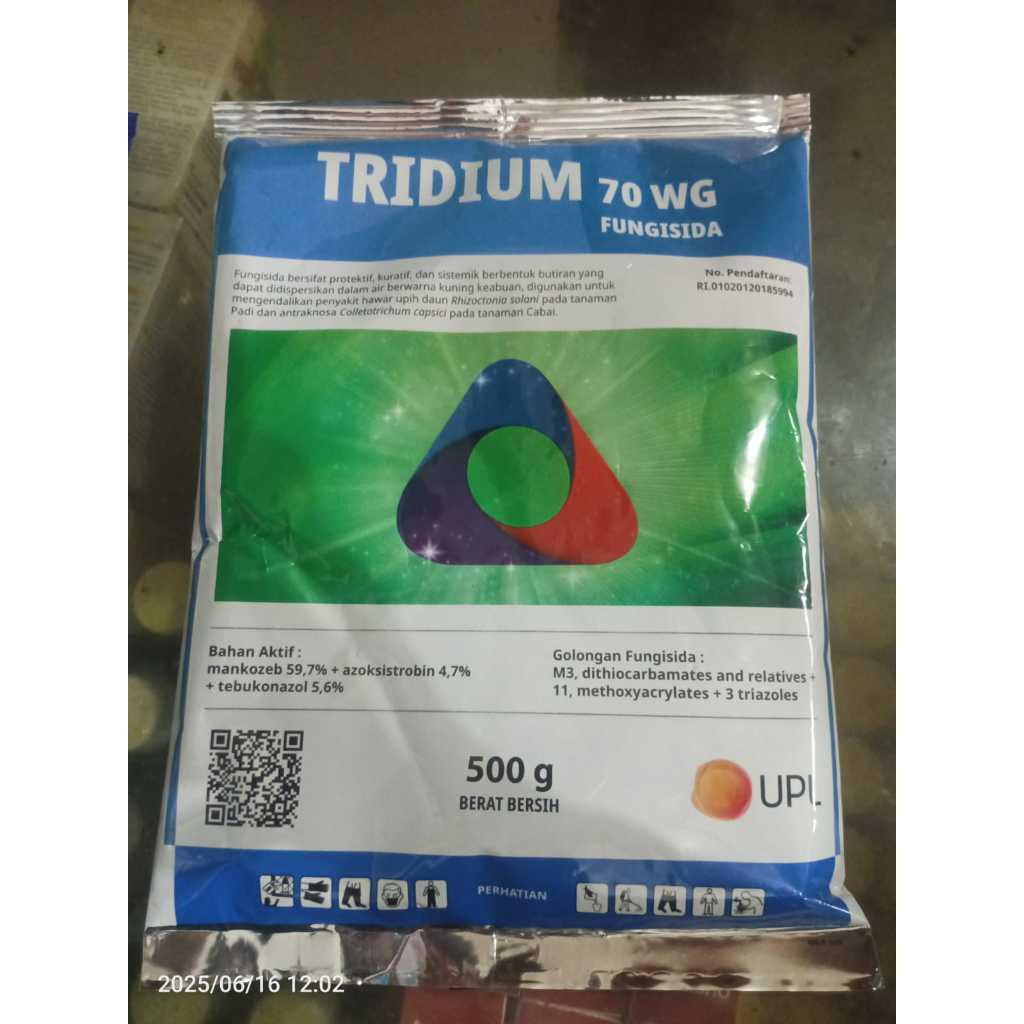 TRIDIUM 70 WG
FUNGISIDA
Fungisida bersifat protektif, kuratif, dan sistemik berbentuk butiran yang
dapat didispersikan dalam air berwarna kuning keabuan, digunakan untuk
mengendalikan penyakit hawar upih daun Rhizoctonia solani pada tanaman
Padi dan antraknosa Colletotrichum capsici pada tanaman Cabai.
No. Pendaftaran:
RI.01020120185994
Bahan Aktif :
mankozeb 59,7% + azoksistrobin 4,7%
+ tebukonazol 5,6%
Golongan Fungisida :
M3, dithiocarbamates and relatives +
11, methoxyacrylates + 3 triazoles
500 g
BERAT BERSIH
UPL
PERHATIAN
2025/06/16 12:02